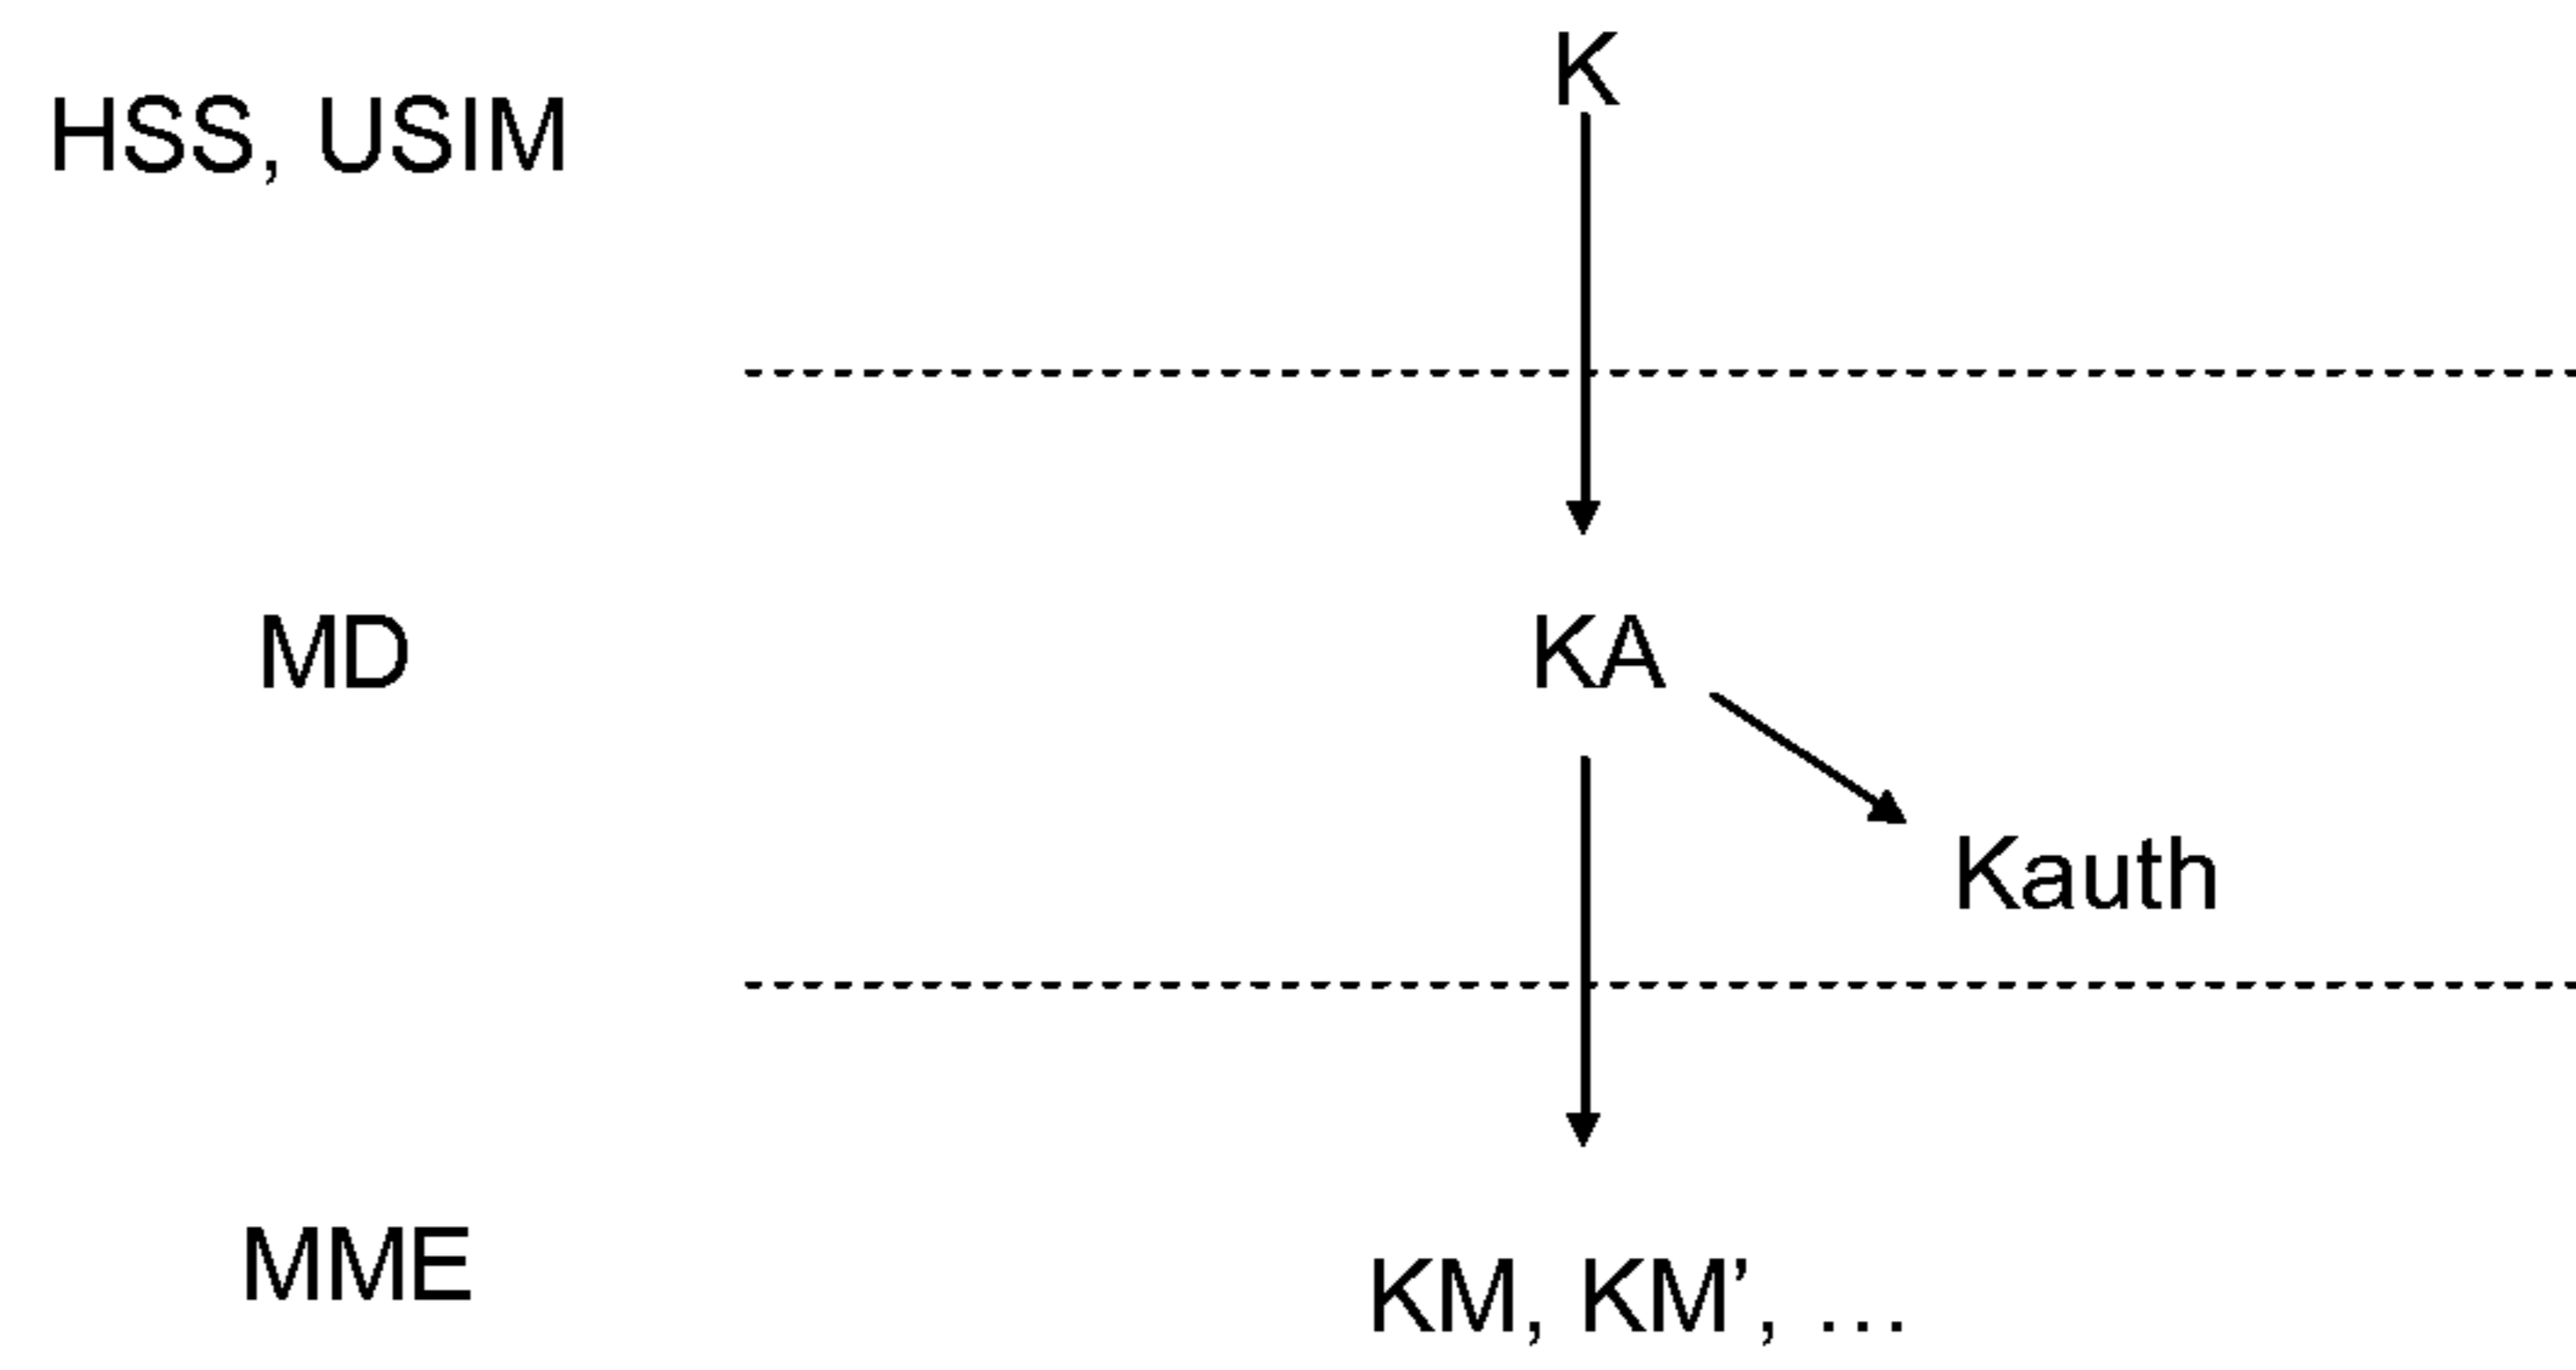 K
HSS, USIM
MD
KA
Kauth
MME
KM, KM’, …